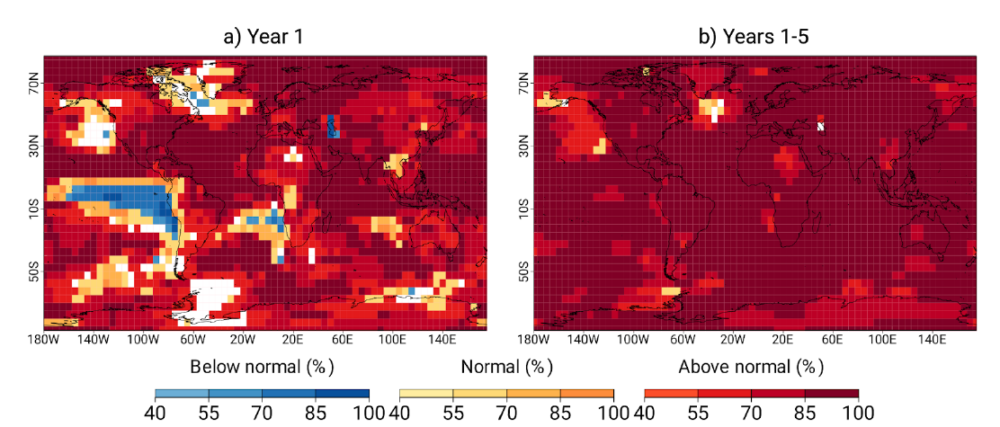 a) Year 1
b) Years 1-5
70N
30N
10S
50S
180W 140W 100W 60W 20W 20E 60E 100E 140E
70N
30N
10S
50S
180W 140W 100W 60W 20W 20E 60E 100E 140E
Below normal (%)
Normal (%)
Above normal (%)
40 55 70 85 100
40 55 70 85 100
40 55 70 85 100